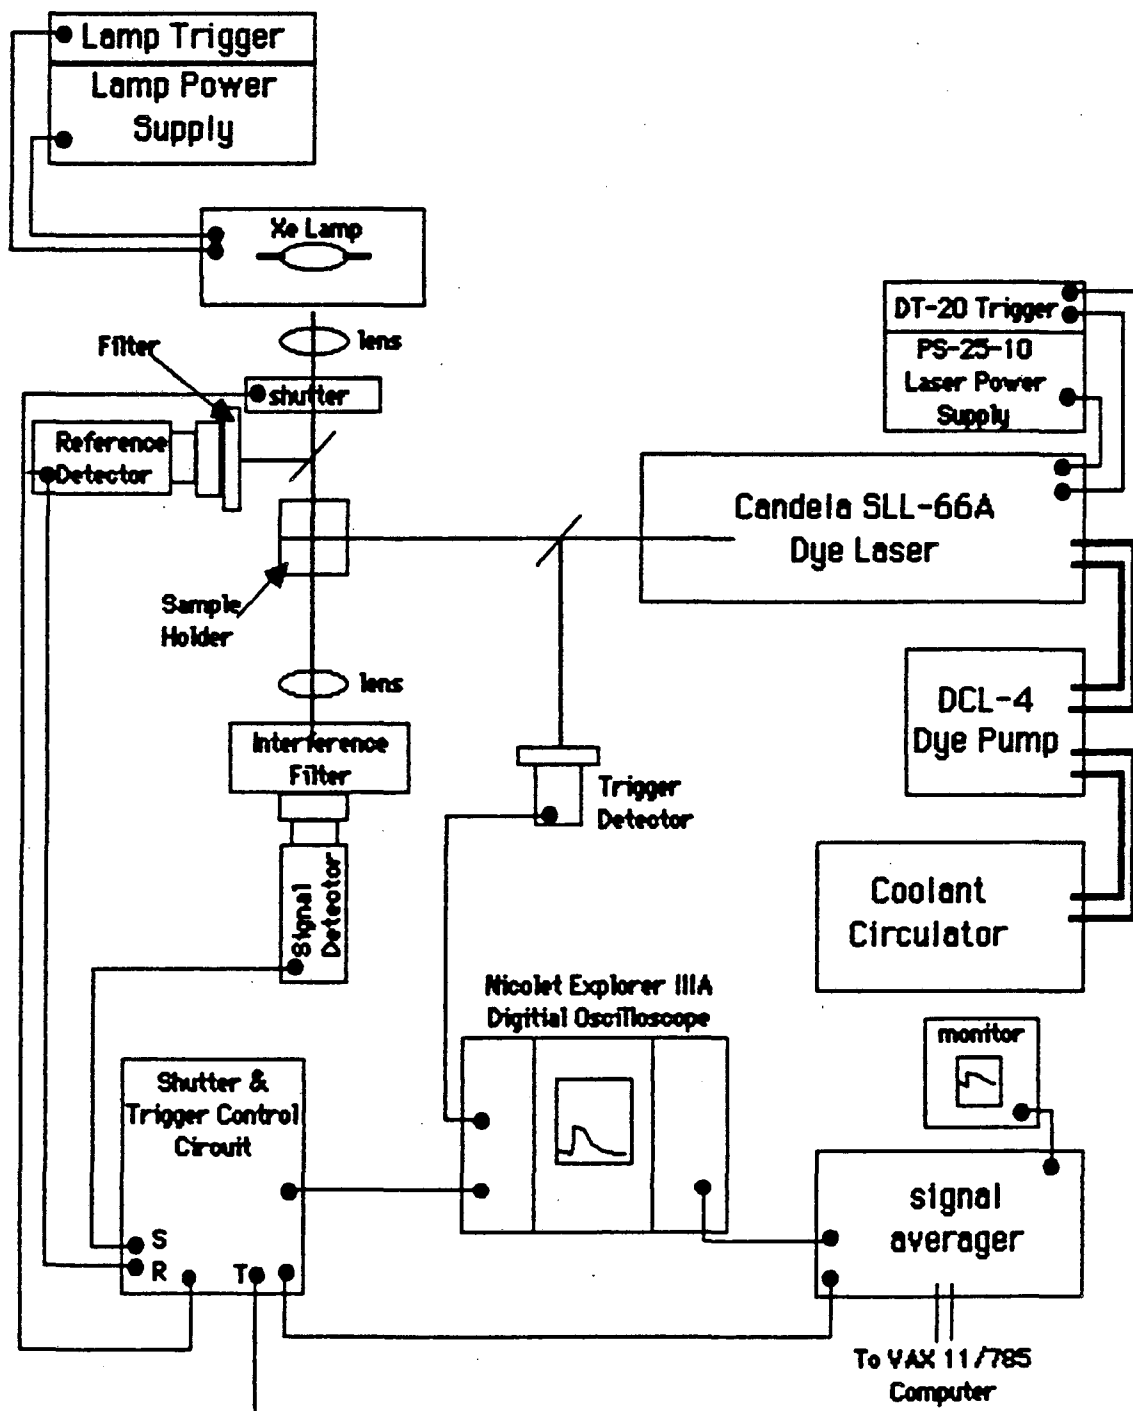 Lamp Trigger
Lamp Power
Supply
Xe Lamp
lens
Filter
shutter
Reference
Detector
Sample
Holder
lens
Interference
Filter
Signal
Detector
DT-20 Trigger
PS-25-10
Laser Power
Supply
Candela SLL-66A
Dye Laser
DCL-4
Dye Pump
Trigger
Detector
Coolant
Circulator
Nicolet Explorer IIIA
Digitial Oscilloscope
monitor
Shutter &
Trigger Control
Circuit
S
R
T
signal
averager
To VAX 11/785
Computer